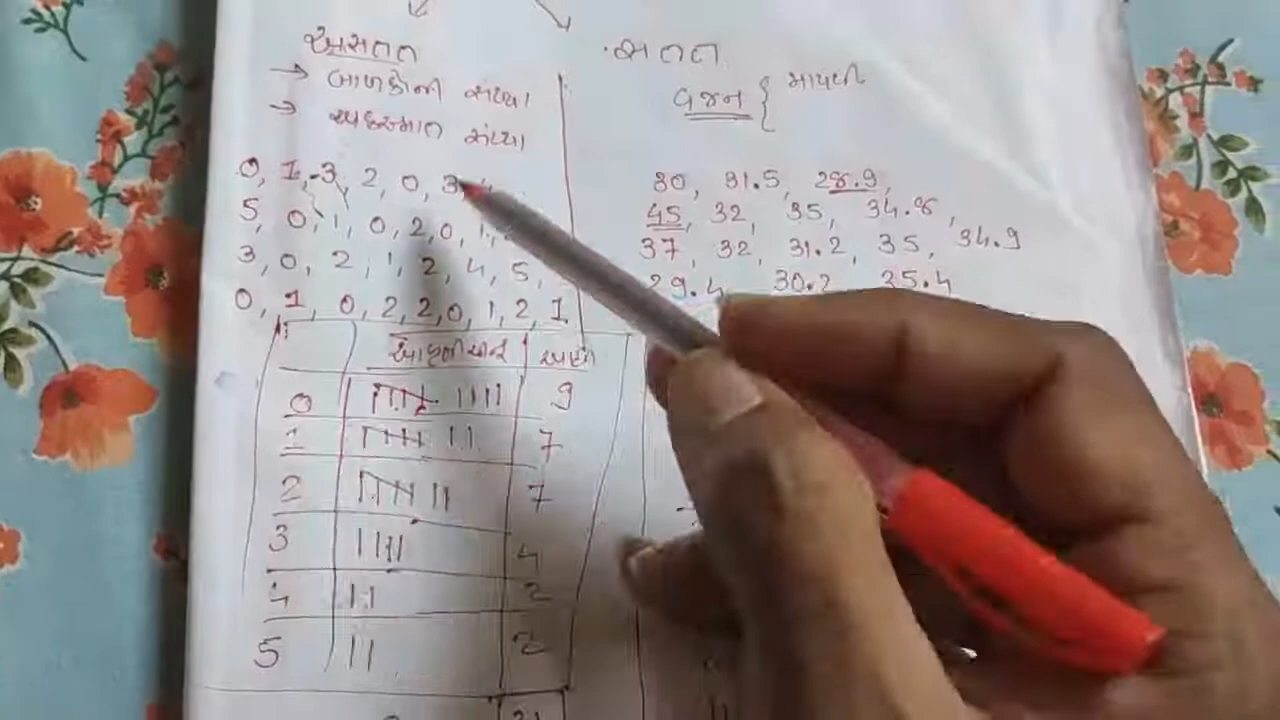 અસતત
→ બાળકોની સંખ્યા
→ અકસ્માત સંખ્યા
0, 1, 3, 2, 0, 3,
5, 0, 1, 0, 2, 0, 1,
3, 0, 2, 1, 2, 4, 5,
0, 1, 0, 2, 2, 0, 1, 2, 1
આવૃત્તિ
0 |||| |||| 9
1 |||| || 7
2 |||| || 7
3 |||| 4
4 || 2
5 || 2
31
સતત
વજન { માપવી
30, 31.5, 28.9,
45, 32, 35, 34.8,
37, 32, 31.2, 35, 34.9
29.4 30.2 35.4